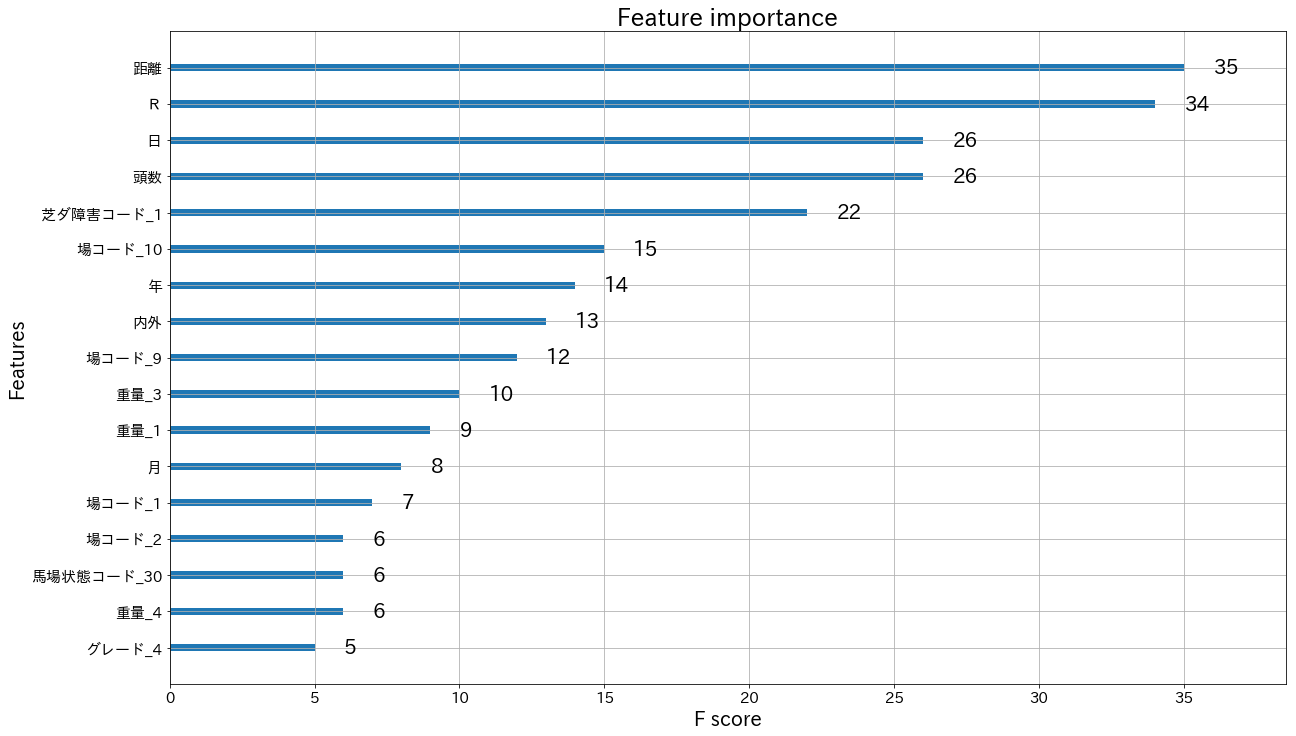 Feature importance
距離
35
R
34
日
26
頭数
26
芝ダ障害コード_1
22
場コード_10
15
年
14
内外
13
場コード_9
12
重量_3
10
重量_1
9
月
8
場コード_1
7
場コード_2
6
馬場状態コード_30
6
重量_4
6
グレード_4
5
Features
0 5 10 15 20 25 30 35
F score